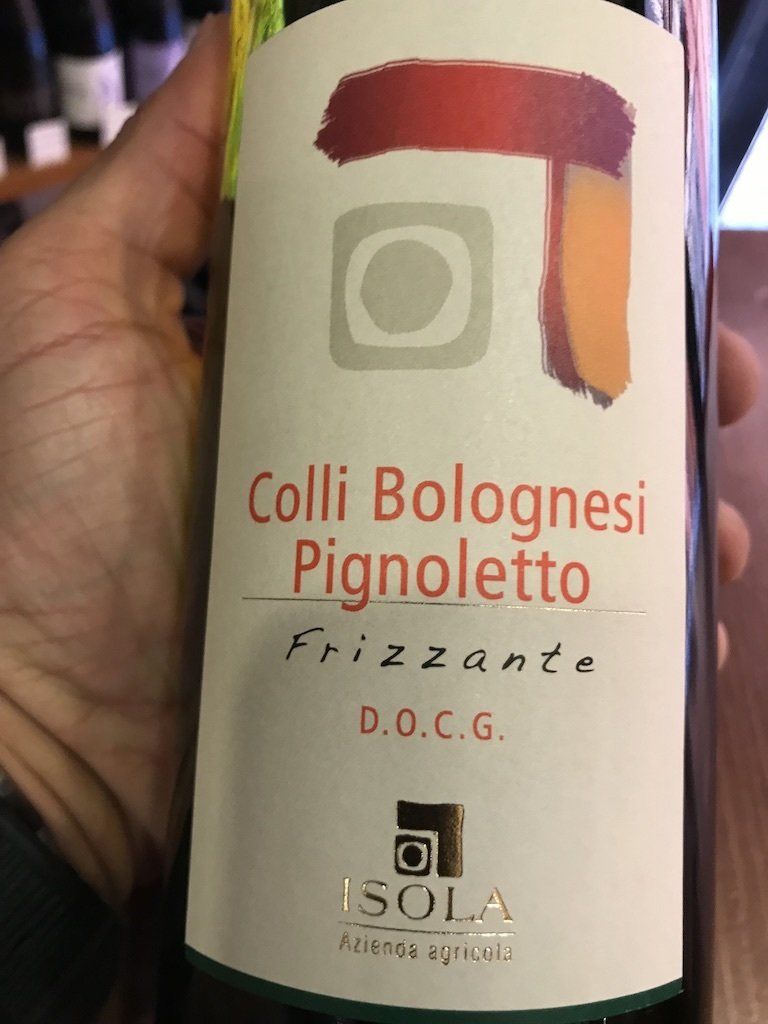 Colli Bolognesi
Pignoletto
Frizzante
D.O.C.G.
ISOLA
Azienda agricola